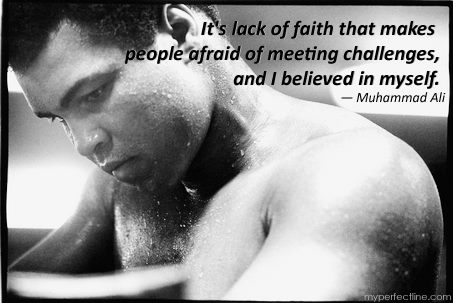 It's lack of faith that makes
people afraid of meeting challenges,
and I believed in myself.
— Muhammad Ali
myperfectline.com